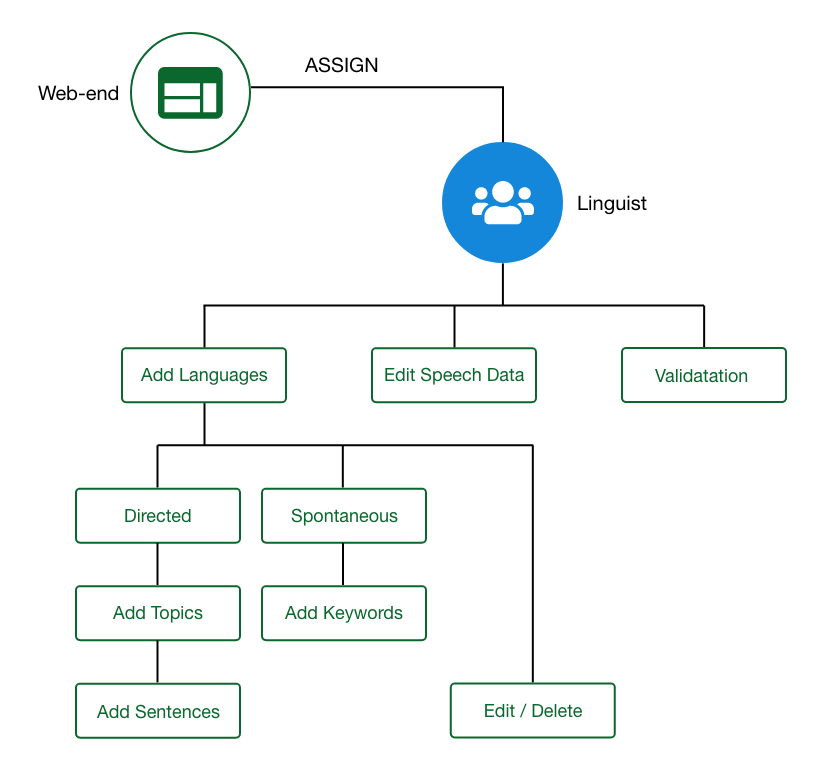 ASSIGN
Web-end
Linguist
Add Languages
Edit Speech Data
Validatation
Directed
Spontaneous
Add Topics
Add Keywords
Add Sentences
Edit / Delete